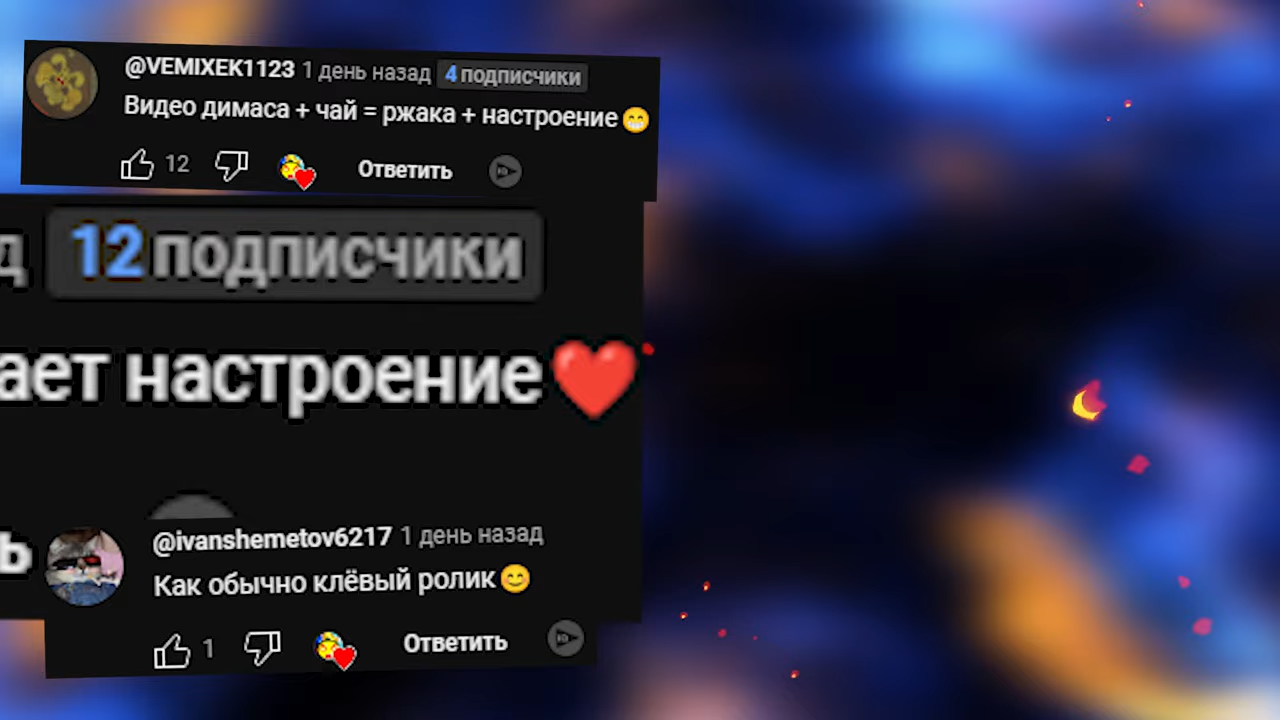 @VEMIXEK1123 1 день назад 4 подписчики
Видео димаса + чай = ржака + настроение😁
12 Ответить
д 12 подписчики
ает настроение❤️
ь
@ivanshemetov6217 1 день назад
Как обычно клёвый ролик😊
1 Ответить